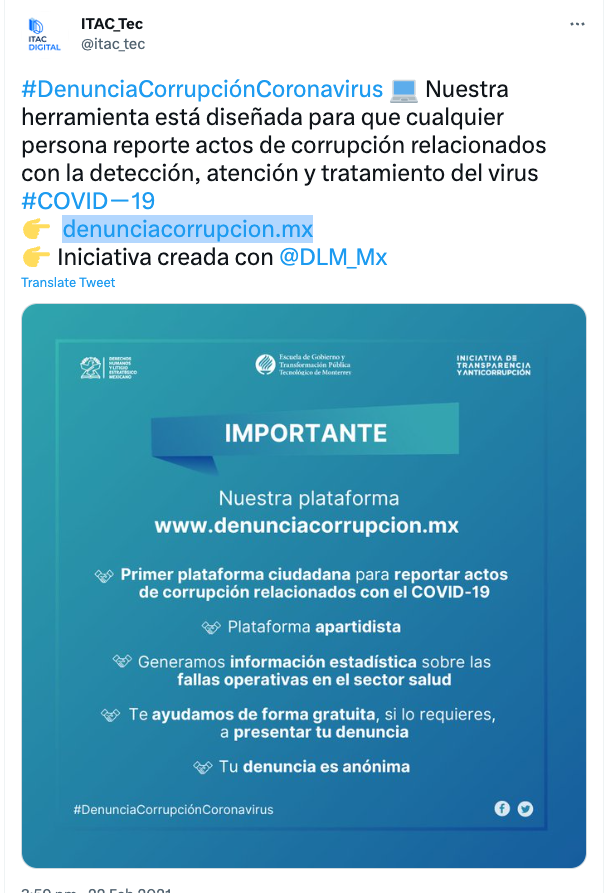 ITAC_Tec
ITAC
DIGITAL
@itac_tec
#DenunciaCorrupciónCoronavirus 💻 Nuestra
herramienta está diseñada para que cualquier
persona reporte actos de corrupción relacionados
con la detección, atención y tratamiento del virus
#COVID—19
👉 denunciacorrupcion.mx
👉 Iniciativa creada con @DLM_Mx
Translate Tweet
DERECHOS
HUMANOS
Y LITIGIO
ESTRATÉGICO
MEXICANO
Escuela de Gobierno y
Transformación Pública
Tecnológico de Monterrey
INICIATIVA DE
TRANSPARENCIA
Y ANTICORRUPCIÓN
IMPORTANTE
Nuestra plataforma
www.denunciacorrupcion.mx
Primer plataforma ciudadana para reportar actos
de corrupción relacionados con el COVID-19
Plataforma apartidista
Generamos información estadística sobre las
fallas operativas en el sector salud
Te ayudamos de forma gratuita, si lo requieres,
a presentar tu denuncia
Tu denuncia es anónima
#DenunciaCorrupciónCoronavirus